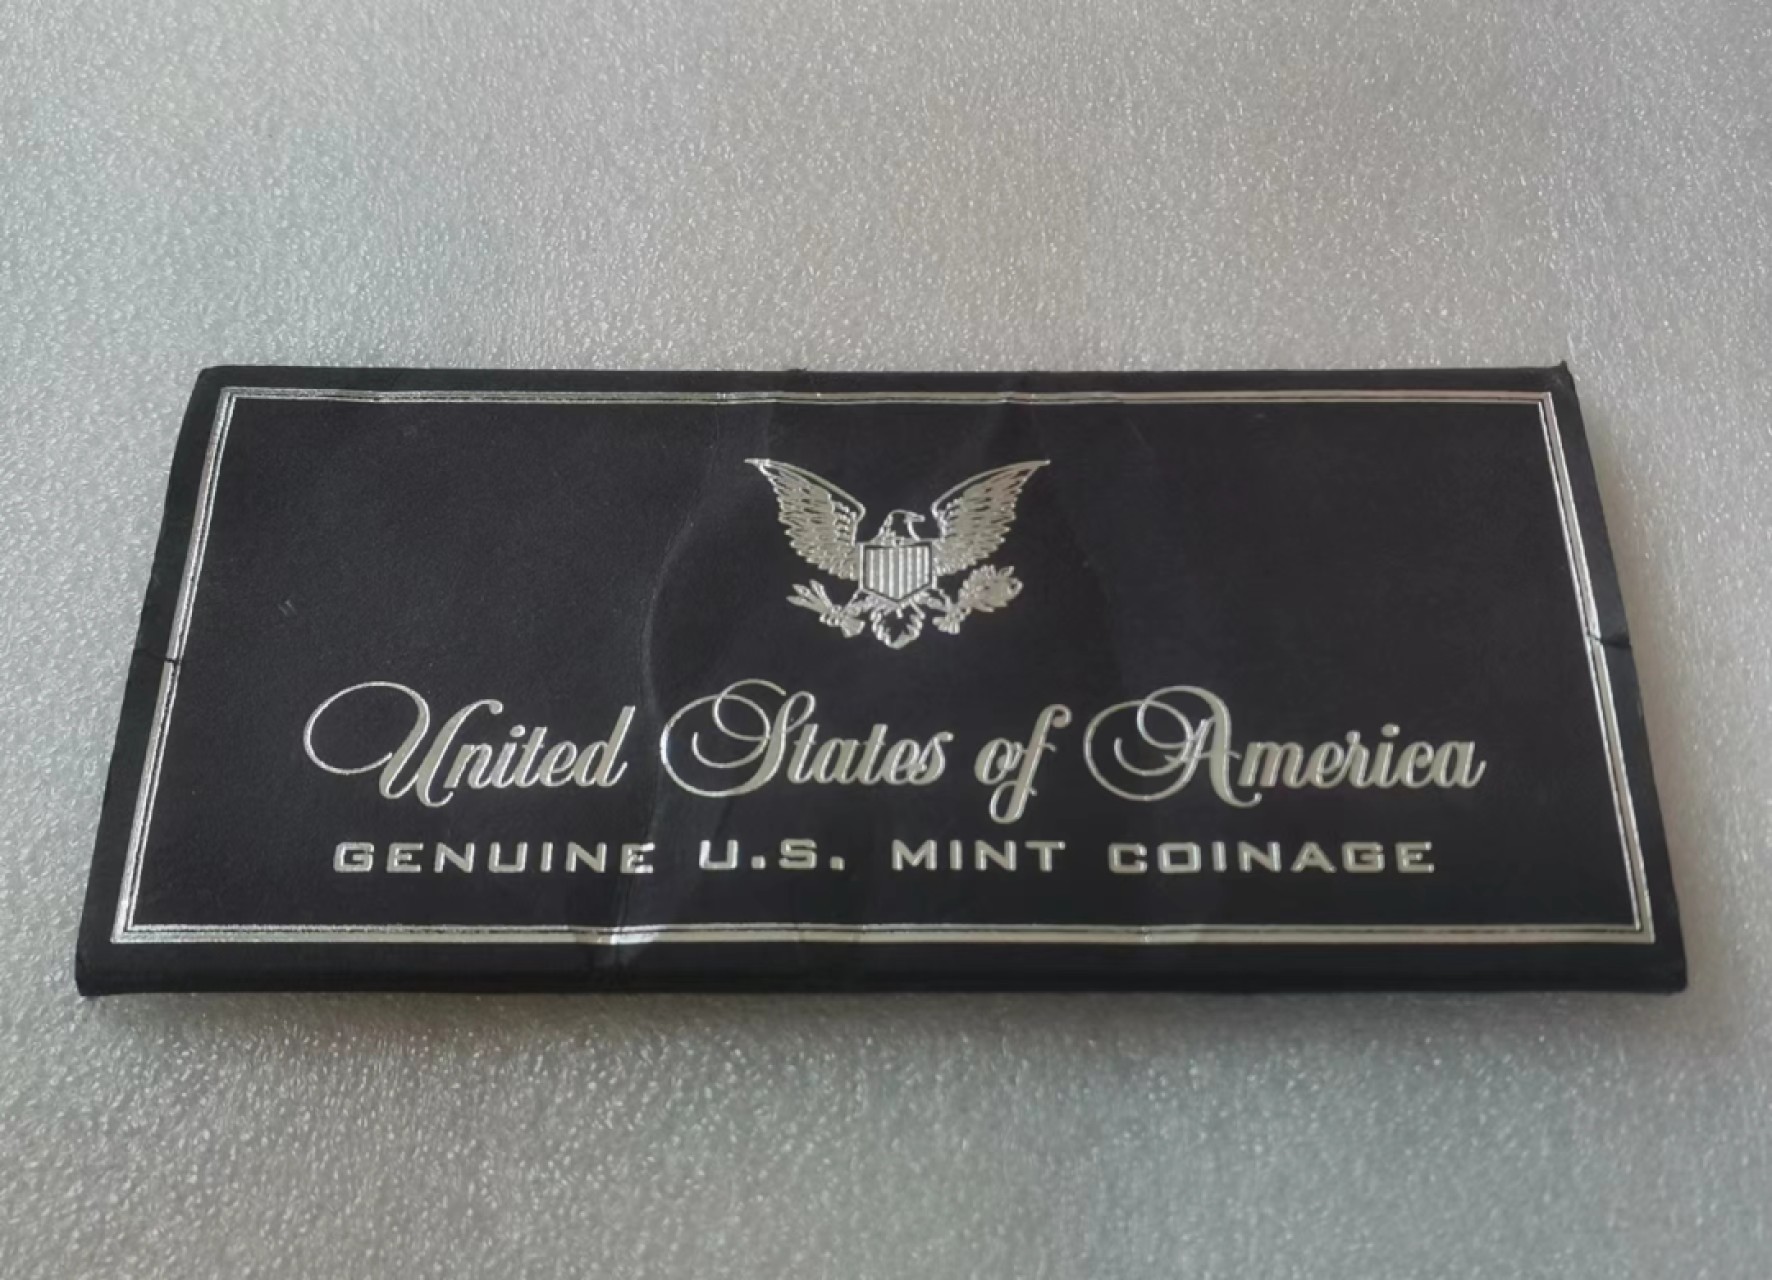 United States of America
GENUINE U.S. MINT COINAGE